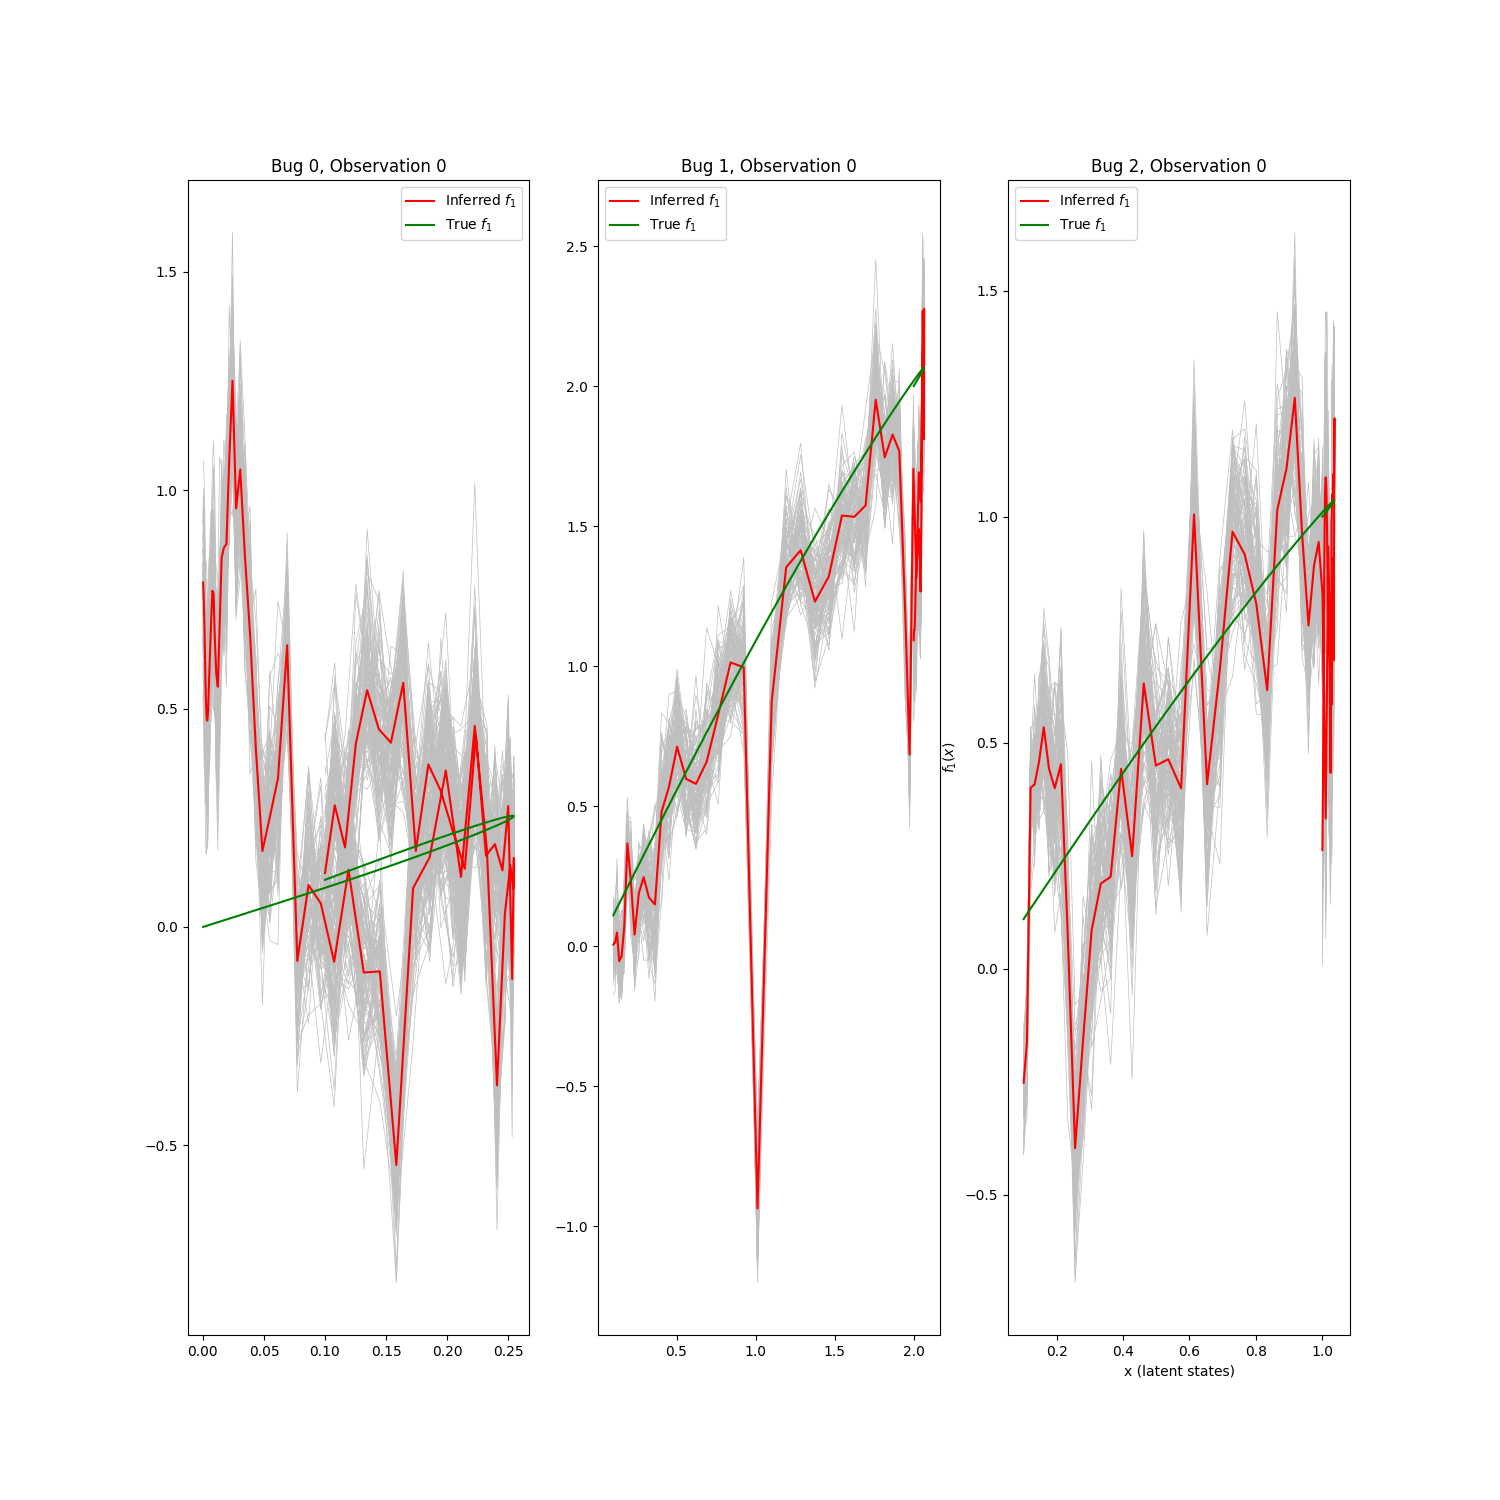 Bug 0, Observation 0
Inferred f₁
True f₁
1.5
1.0
0.5
0.0
−0.5
0.00 0.05 0.10 0.15 0.20 0.25
Bug 1, Observation 0
Inferred f₁
True f₁
2.5
2.0
1.5
1.0
0.5
0.0
−0.5
−1.0
0.5 1.0 1.5 2.0
Bug 2, Observation 0
Inferred f₁
True f₁
1.5
1.0
0.5
0.0
−0.5
f₁(x)
0.2 0.4 0.6 0.8 1.0
x (latent states)